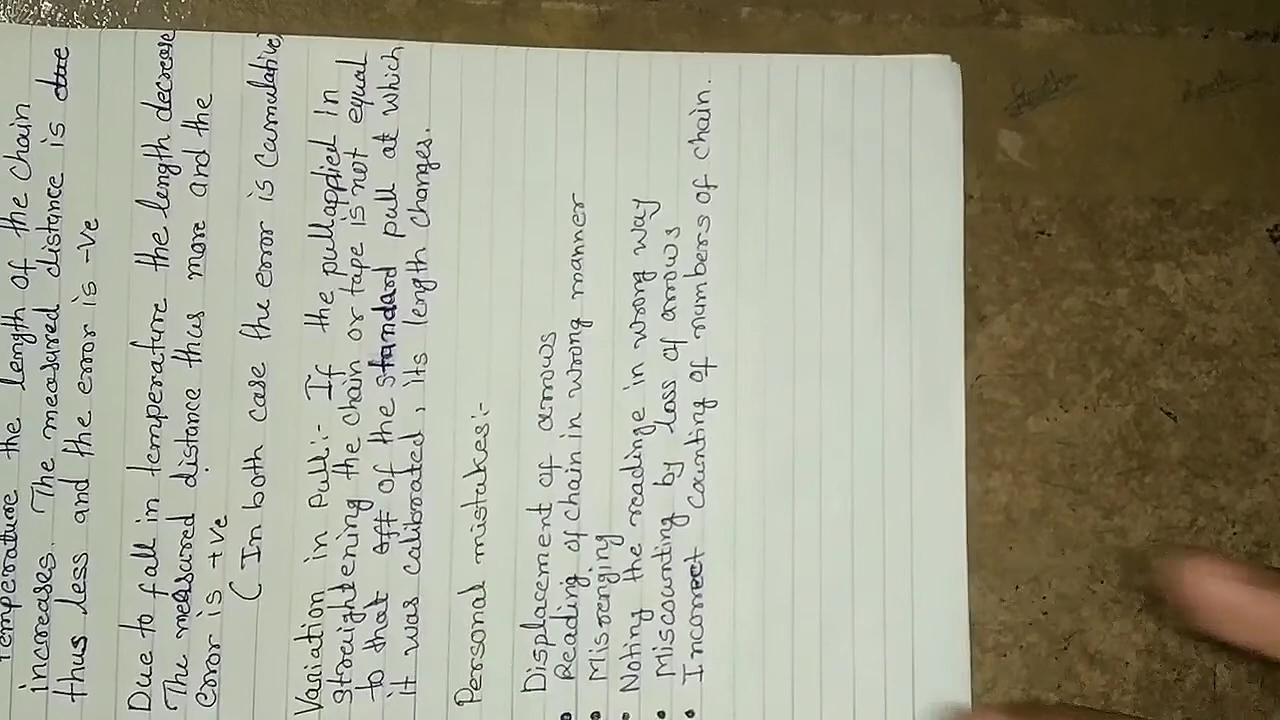 Temperature the length of the chain
increases. The measured distance is due
thus less and the error is -ve
Due to fall in temperature the length decrease
The measured distance thus more and the
error is +ve
(In both case the error is Cumulative)
Variation in Pull:- If the pull applied in
straightening the chain or tape is not equal
to that off of the standard pull at which
it was calibrated, its length changes.
Personal mistakes:-
Displacement of arrows
• Reading of chain in wrong manner
• Misrenging
• Noting the reading in wrong way
• Miscounting by loss of arrows
• Incorrect counting of numbers of chain.